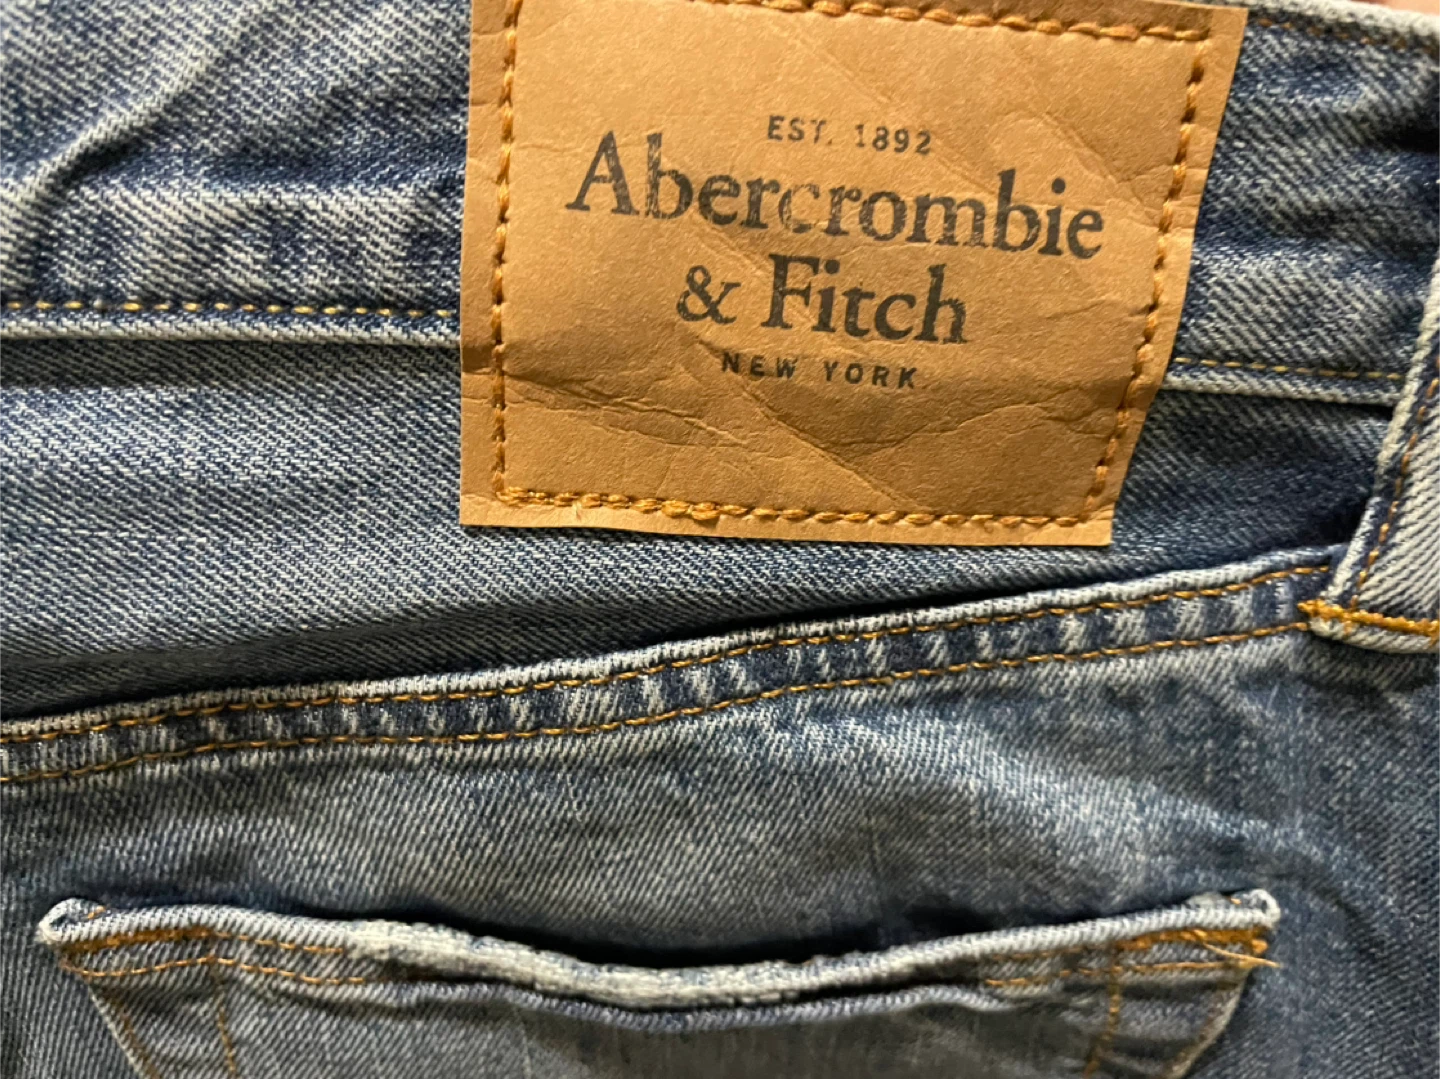 EST. 1892
Abercrombie
& Fitch
NEW YORK